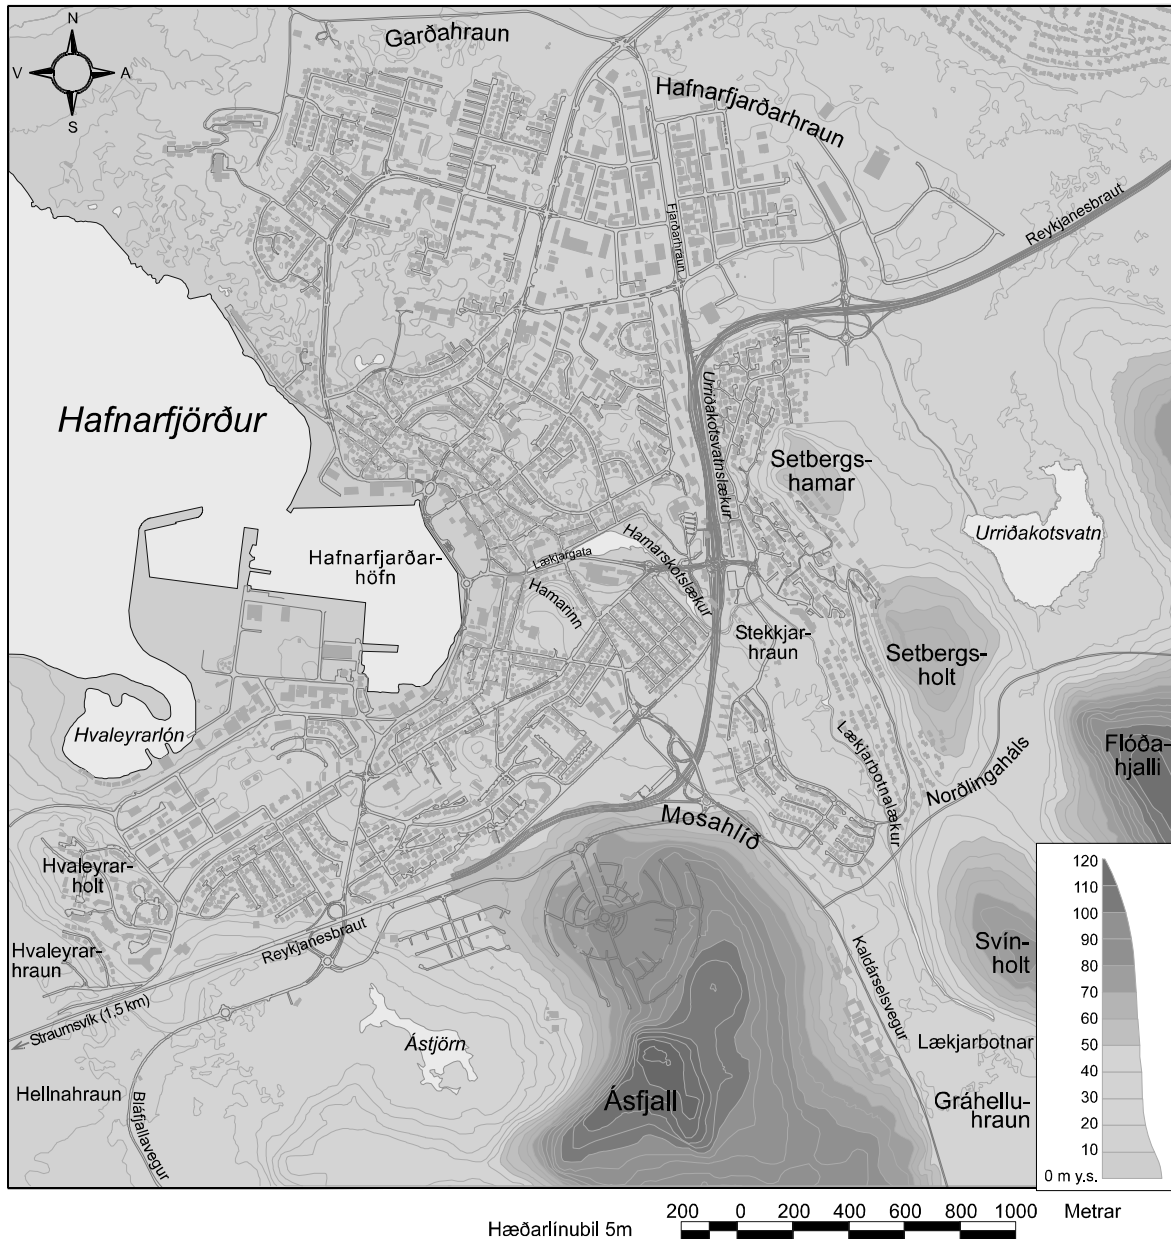 N
V
A
S
Garðahraun
Hafnarfjarðarhraun
Fjarðarhraun
Reykjanesbraut
Hafnarfjörður
Urriðakotsvatnslækur
Setbergs-
hamar
Urriðakotsvatn
Hafnarfjarðar-
höfn
Lækjargata
Hamarskotslækur
Hamarinn
Stekkjar-
hraun
Setbergs-
holt
Hvaleyrarlón
Lækjarbotnalækur
Norðlingaháls
Flóða-
hjalli
Mosahlíð
Hvaleyrar-
holt
Hvaleyrar-
hraun
Reykjanesbraut
Straumsvík (1,5 km)
Kaldárselsvegur
Svín-
holt
Ástjörn
Lækjarbotnar
Hellnahraun
Bláfjallavegur
Ásfjall
Gráhellu-
hraun
120
110
100
90
80
70
60
50
40
30
20
10
0 m y.s.
Hæðarlínubil 5m
200 0 200 400 600 800 1000 Metrar